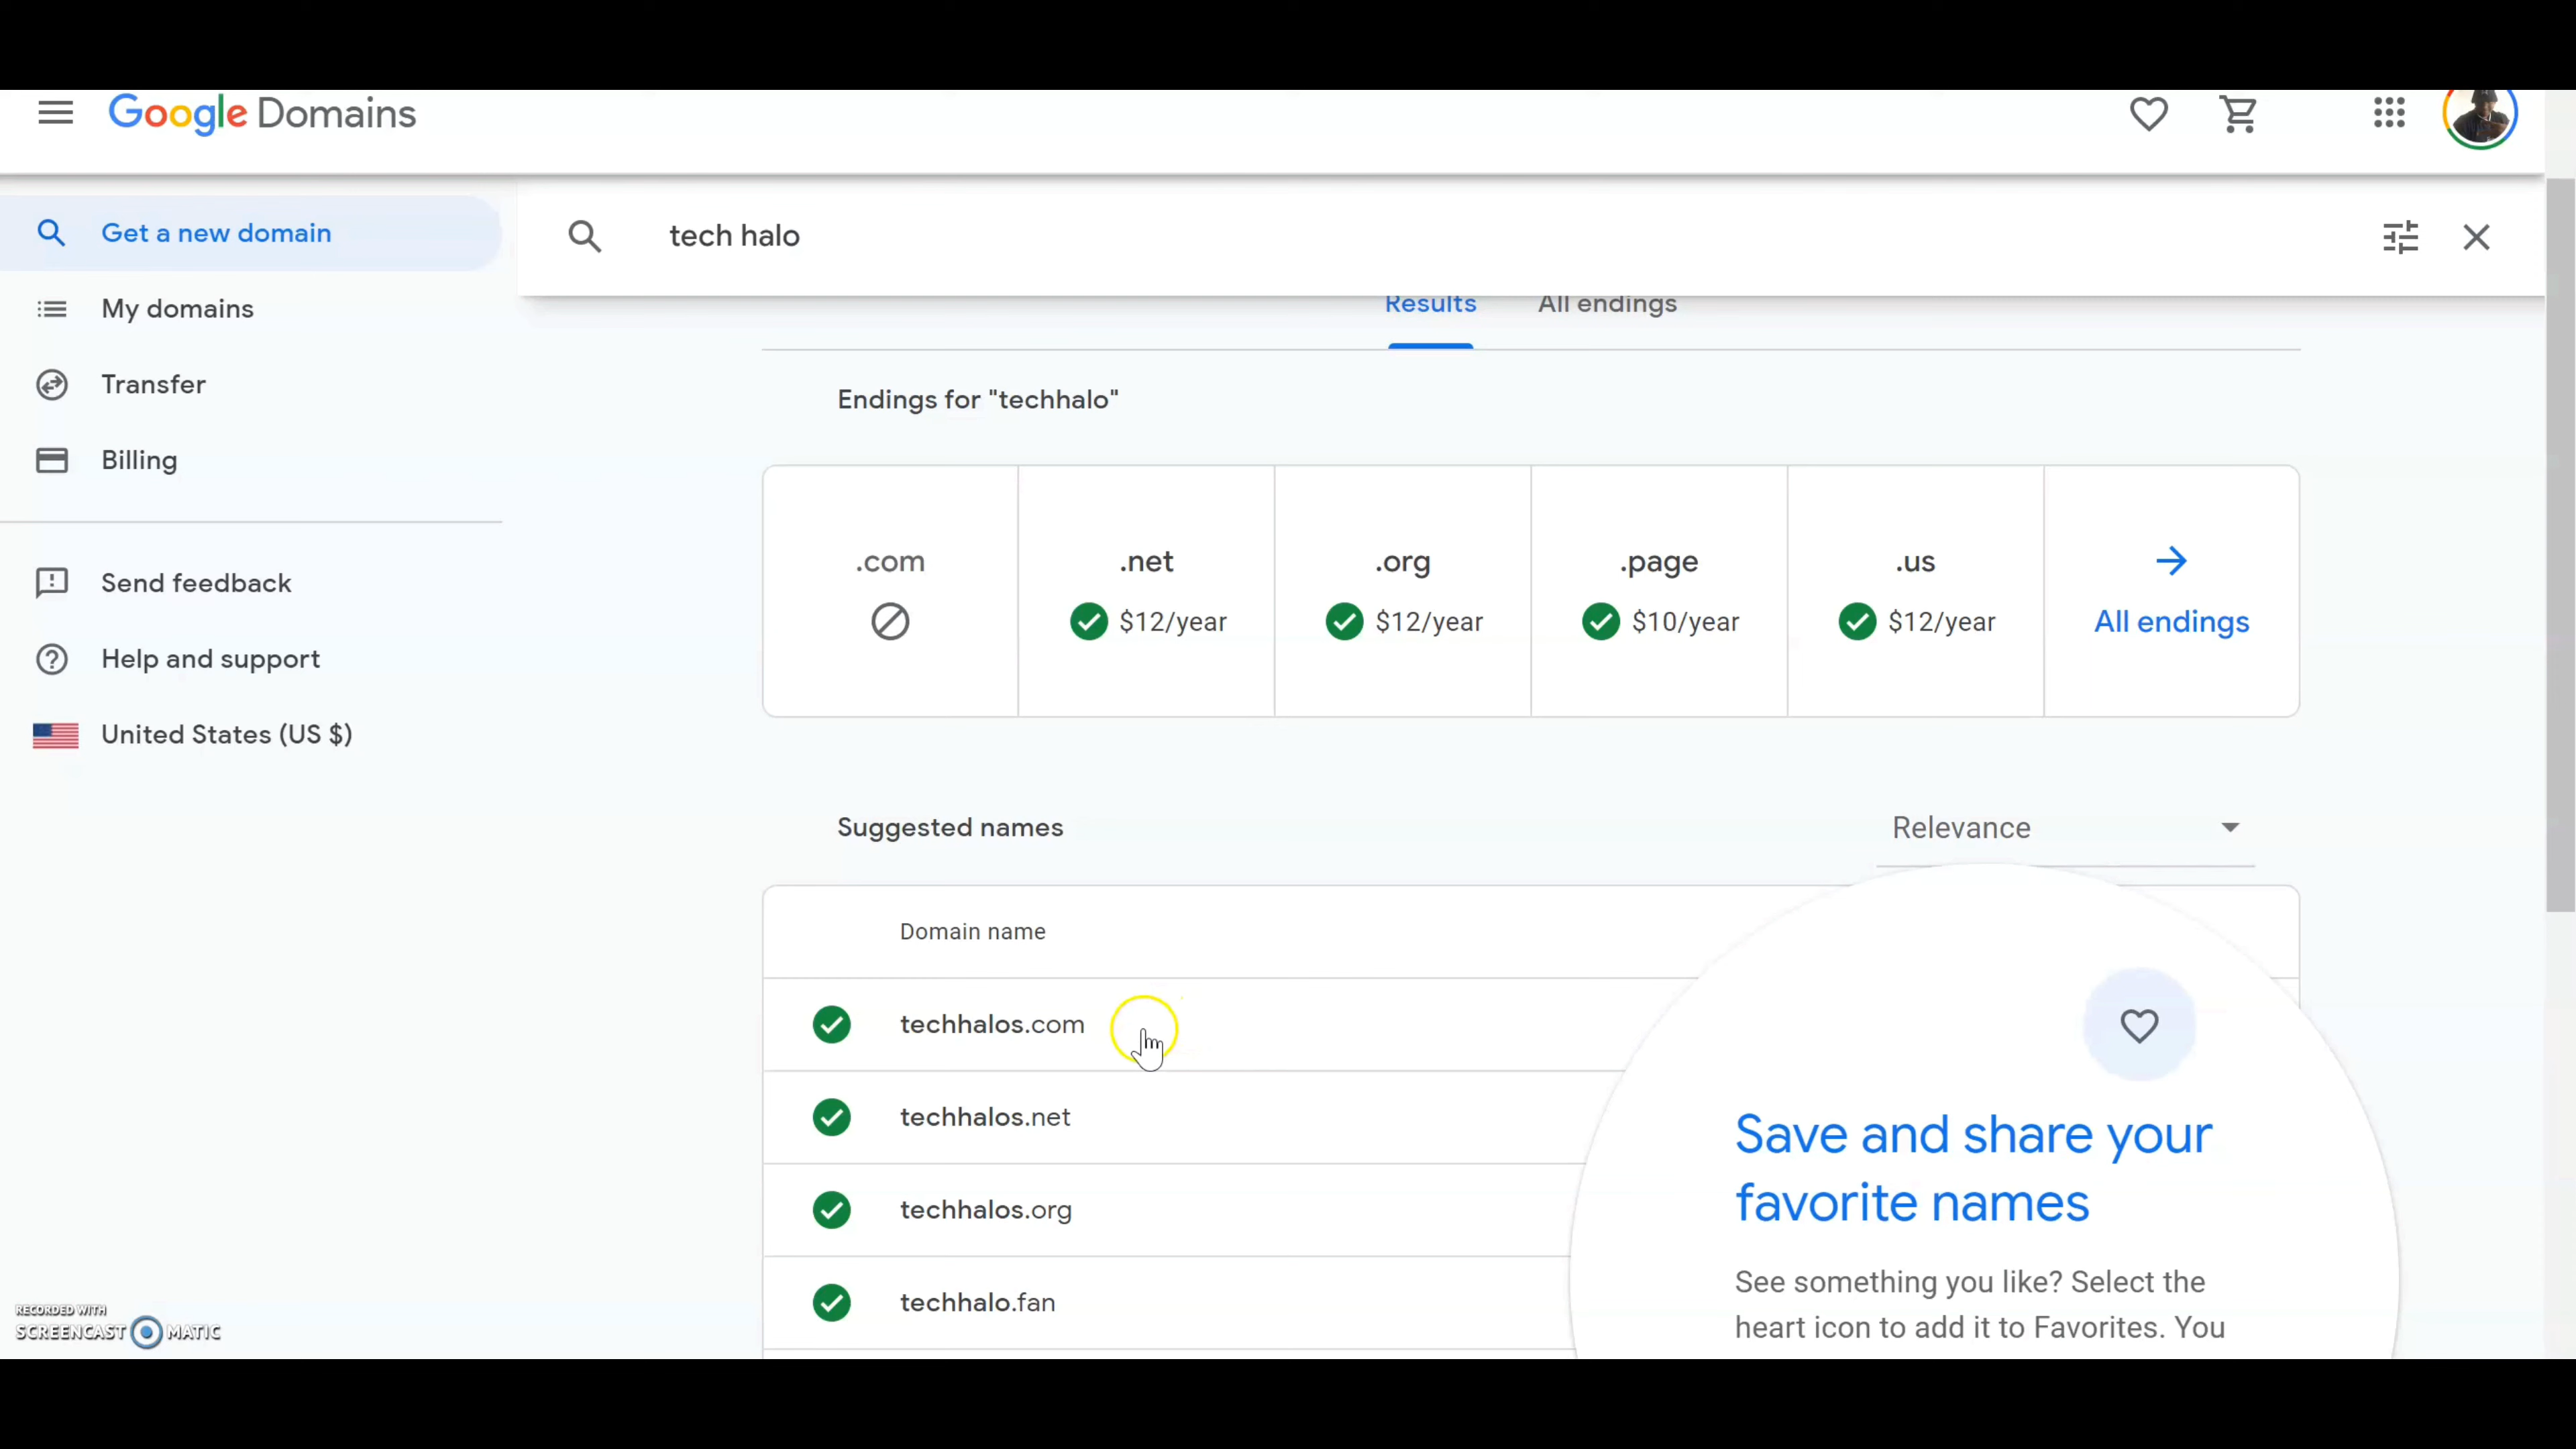 Google Domains
Get a new domain
tech halo
My domains
Results
All endings
Transfer
Endings for "techhalo"
Billing
.com
.net
.org
.page
.us
$12/year
$12/year
$10/year
$12/year
All endings
Send feedback
Help and support
United States (US $)
Suggested names
Relevance
Domain name
techhalos.com
techhalos.net
techhalos.org
techhalo.fan
Save and share your
favorite names
See something you like? Select the
heart icon to add it to Favorites. You
RECORDED WITH
SCREENCAST MATIC